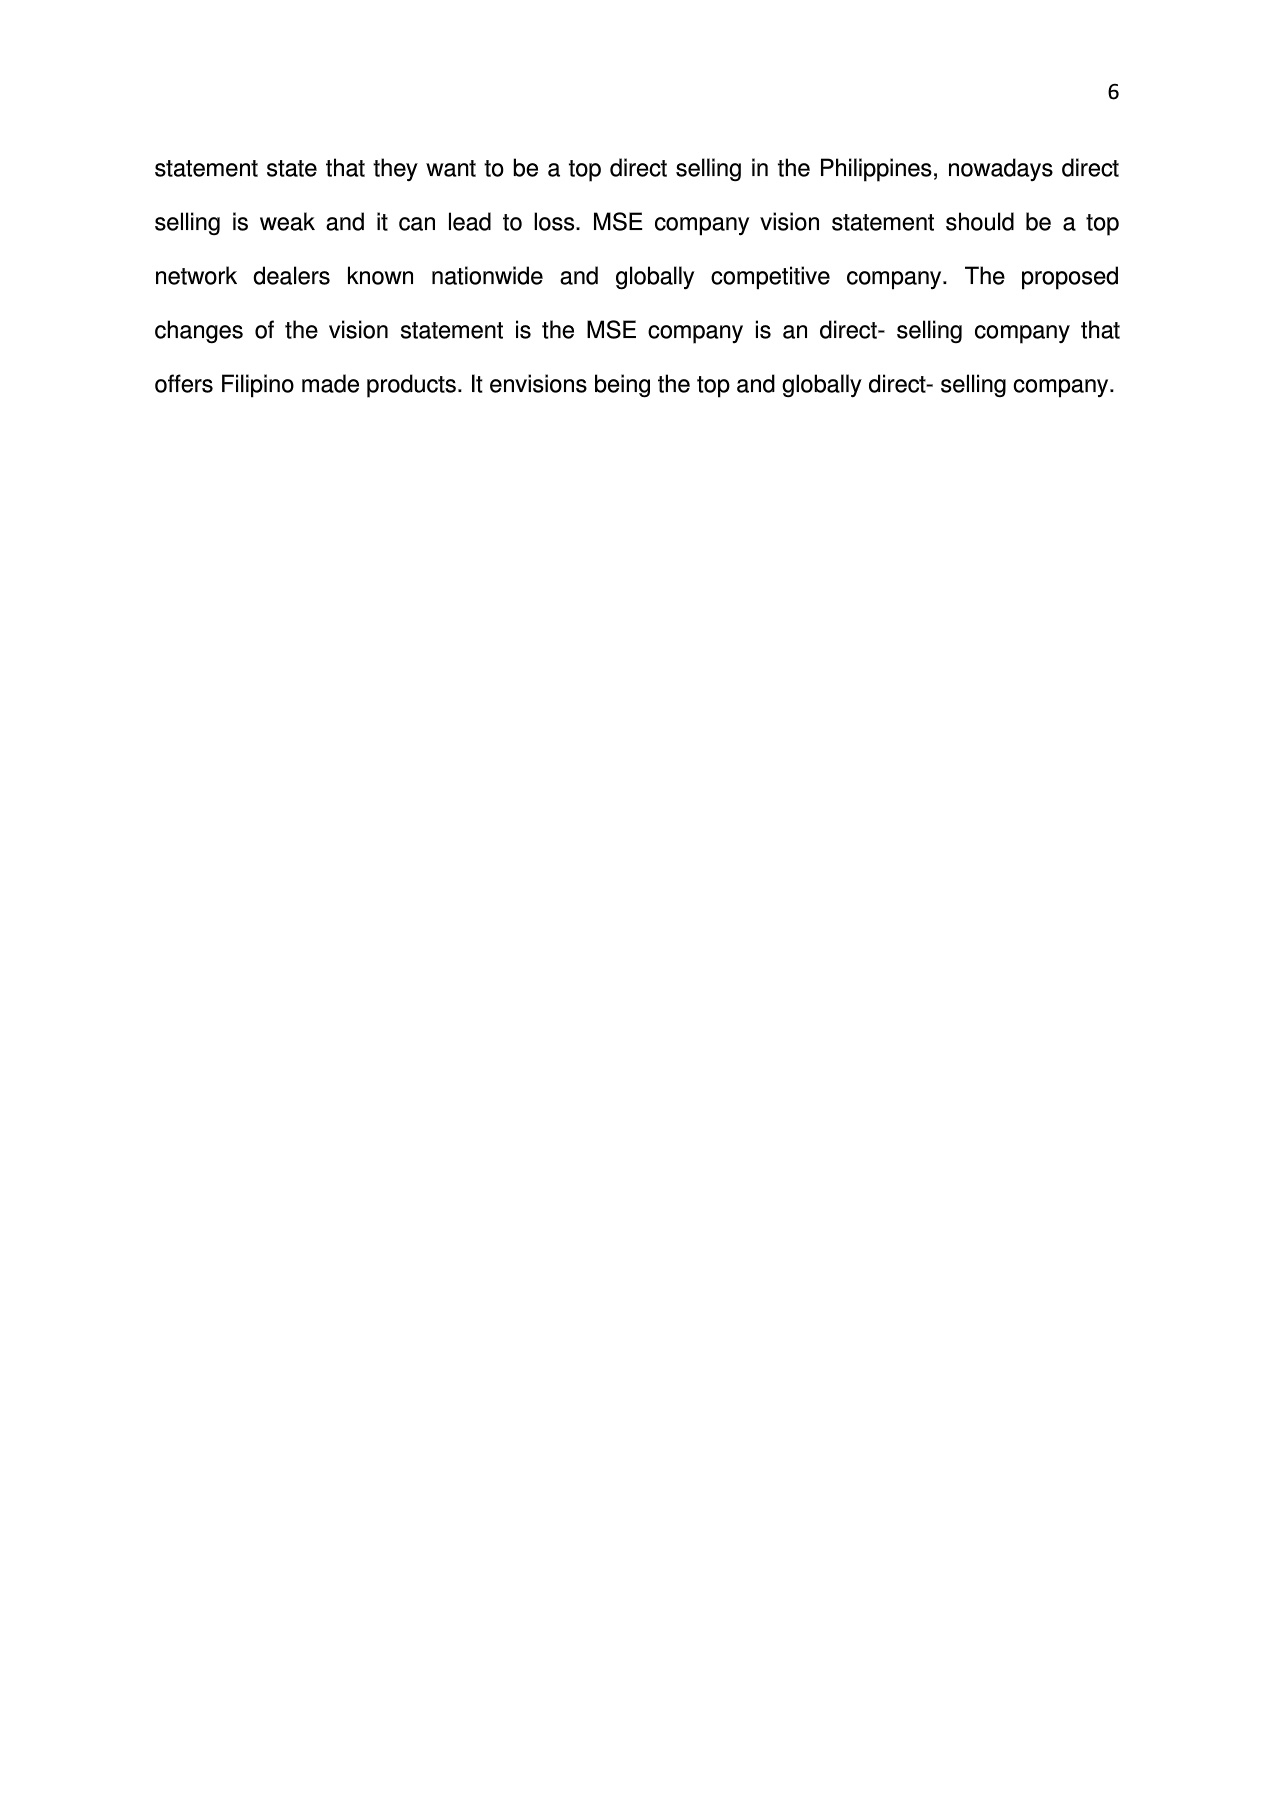 6
statement state that they want to be a top direct selling in the Philippines, nowadays direct
selling is weak and it can lead to loss. MSE company vision statement should be a top
network dealers known nationwide and globally competitive company. The proposed
changes of the vision statement is the MSE company is an direct- selling company that
offers Filipino made products. It envisions being the top and globally direct- selling company.